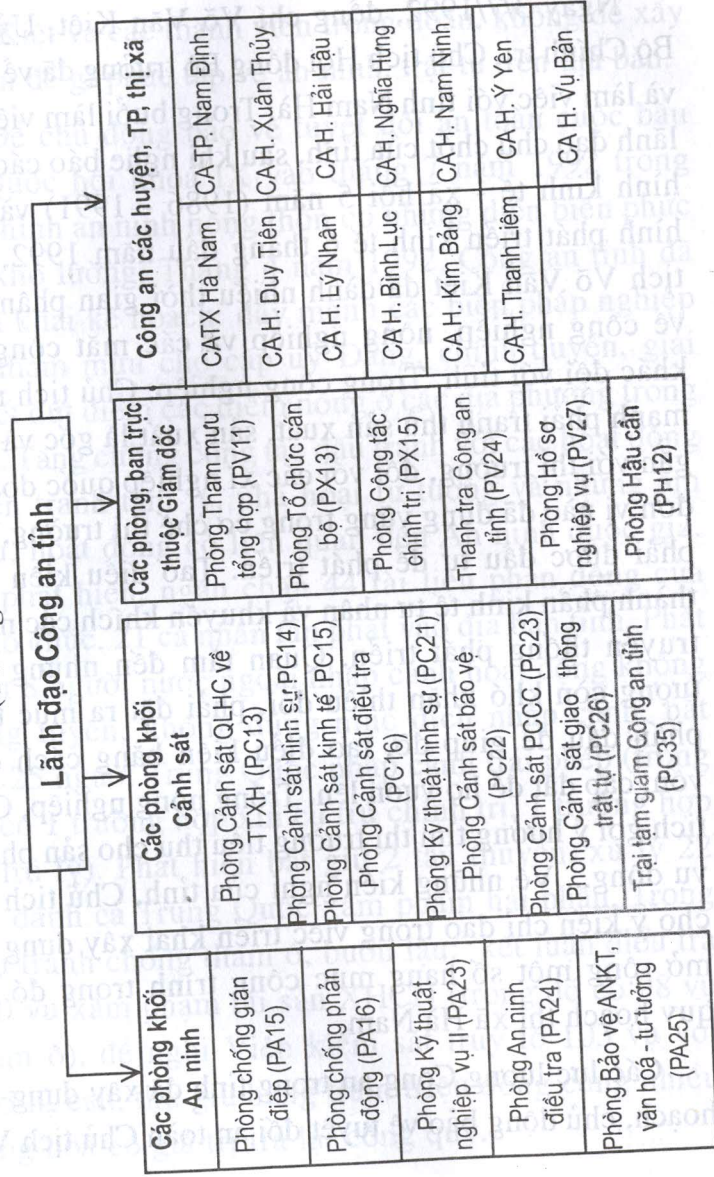 Lãnh đạo Công an tỉnh
Các phòng khối
An ninh
Phòng chống gián
điệp (PA15)
Phòng chống phản
động (PA16)
Phòng Kỹ thuật
nghiệp vụ II (PA23)
Phòng An ninh
điều tra (PA24)
Phòng Bảo vệ ANKT,
Văn hoá - tư tưởng
(PA25)
Các phòng khối
Cảnh sát
Phòng Cảnh sát QLHC về
TTXH (PC13)
Phòng Cảnh sát hình sự PC14)
Phòng Cảnh sát kinh tế (PC15)
Phòng Cảnh sát điều tra
(PC16)
Phòng Kỹ thuật hình sự (PC21)
Phòng Cảnh sát bảo vệ
(PC22)
Phòng Cảnh sát PCCC (PC23)
Phòng Cảnh sát giao thông
trật tự (PC26)
Trại tạm giam Công an tỉnh
(PC35)
Các phòng, ban trực
thuộc Giám đốc
Phòng Tham mưu
tổng hợp (PV11)
Phòng Tổ chức cán
bộ (PX13))
Phòng Công tác
chính trị (PX15)
Thanh tra Công an
tỉnh (PV24)
Phòng Hồ sơ
nghiệp vụ (PV27)
Phòng Hậu cần
(PH12)
Công an các huyện, TP, thị xã
CATX Hà Nam
CATP. Nam Định
CA H. Duy Tiên
CA H. Xuân Thủy
CA H. Lý Nhân
CA H. Hải Hậu
CA H. Bình Lục
CA H. Nghĩa Hưng
CA H. Kim Bảng
CA H. Nam Ninh
CA H. Thanh Liêm
CA H. Ý Yên
CA H. Vụ Bản